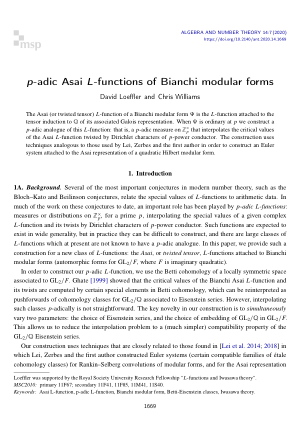 msp
ALGEBRA AND NUMBER THEORY 14:7 (2020)
https://doi.org/10.2140/ant.2020.14.1669
p-adic Asai L-functions of Bianchi modular forms
David Loeffler and Chris Williams
The Asai (or twisted tensor) L-function of a Bianchi modular form Ψ is the L-function attached to the
tensor induction to ℚ of its associated Galois representation. When Ψ is ordinary at p we construct a
p-adic analogue of this L-function: that is, a p-adic measure on ℤₚ× that interpolates the critical values
of the Asai L-function twisted by Dirichlet characters of p-power conductor. The construction uses
techniques analogous to those used by Lei, Zerbes and the first author in order to construct an Euler
system attached to the Asai representation of a quadratic Hilbert modular form.
1. Introduction
1A. Background. Several of the most important conjectures in modern number theory, such as the
Bloch–Kato and Beilinson conjectures, relate the special values of L-functions to arithmetic data. In
much of the work on these conjectures to date, an important role has been played by p-adic L-functions:
measures or distributions on ℤₚ×, for a prime p, interpolating the special values of a given complex
L-function and its twists by Dirichlet characters of p-power conductor. Such functions are expected to
exist in wide generality, but in practice they can be difficult to construct, and there are large classes of
L-functions which at present are not known to have a p-adic analogue. In this paper, we provide such a
construction for a new class of L-functions: the Asai, or twisted tensor, L-functions attached to Bianchi
modular forms (automorphic forms for GL₂/F, where F is imaginary quadratic).
In order to construct our p-adic L-function, we use the Betti cohomology of a locally symmetric space
associated to GL₂/F. Ghate [1999] showed that the critical values of the Bianchi Asai L-function and
its twists are computed by certain special elements in Betti cohomology, which can be reinterpreted as
pushforwards of cohomology classes for GL₂/ℚ associated to Eisenstein series. However, interpolating
such classes p-adically is not straightforward. The key novelty in our construction is to simultaneously
vary two parameters: the choice of Eisenstein series, and the choice of embedding of GL₂/ℚ in GL₂/F.
This allows us to reduce the interpolation problem to a (much simpler) compatibility property of the
GL₂/ℚ Eisenstein series.
Our construction uses techniques that are closely related to those found in [Lei et al. 2014; 2018] in
which Lei, Zerbes and the first author constructed Euler systems (certain compatible families of étale
cohomology classes) for Rankin–Selberg convolutions of modular forms, and for the Asai representation
Loeffler was supported by the Royal Society University Research Fellowship "L-functions and Iwasawa theory".
MSC2010: primary 11F67; secondary 11F41, 11F85, 11M41, 11S40.
Keywords: Asai L-function, p-adic L-function, Bianchi modular form, Betti-Eisenstein classes, Iwasawa theory.
1669